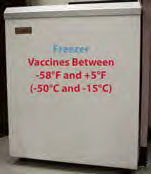 Freezer
Vaccines Between
-58°F and +5°F
(-50°C and -15°C)